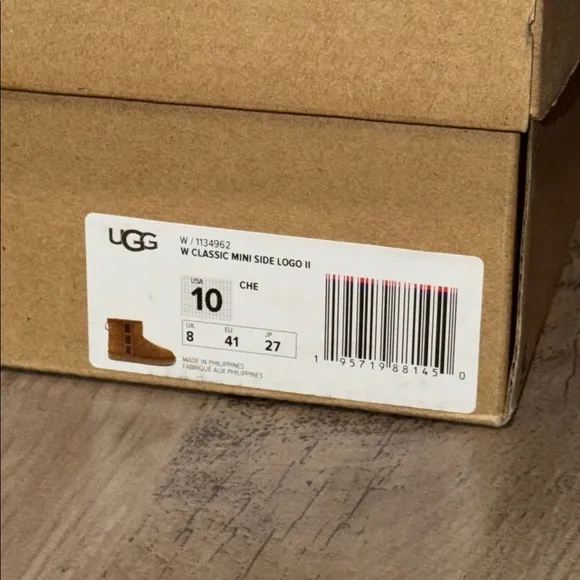 UGG
W / 1134962
W CLASSIC MINI SIDE LOGO II
USA
10
CHE
UK EU JP
8 41 27
MADE IN PHILIPPINES
FABRIQUÉ AUX PHILIPPINES
1 95719 88145 0